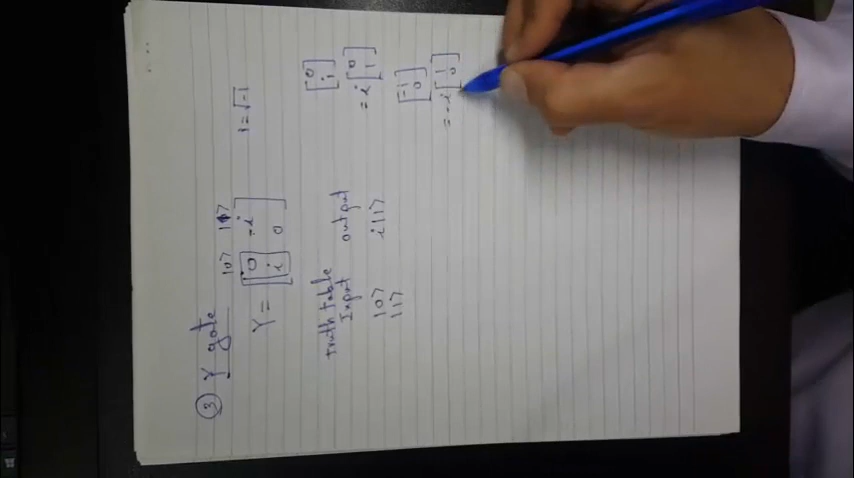 ③ Y gate
|0> |1>
Y = [0 -i
i 0]
i = √-1
truth table
Input output
|0> i|1>
|1>
[0
i]
= i [0
1]
[-i
0]
= -i [1
0]